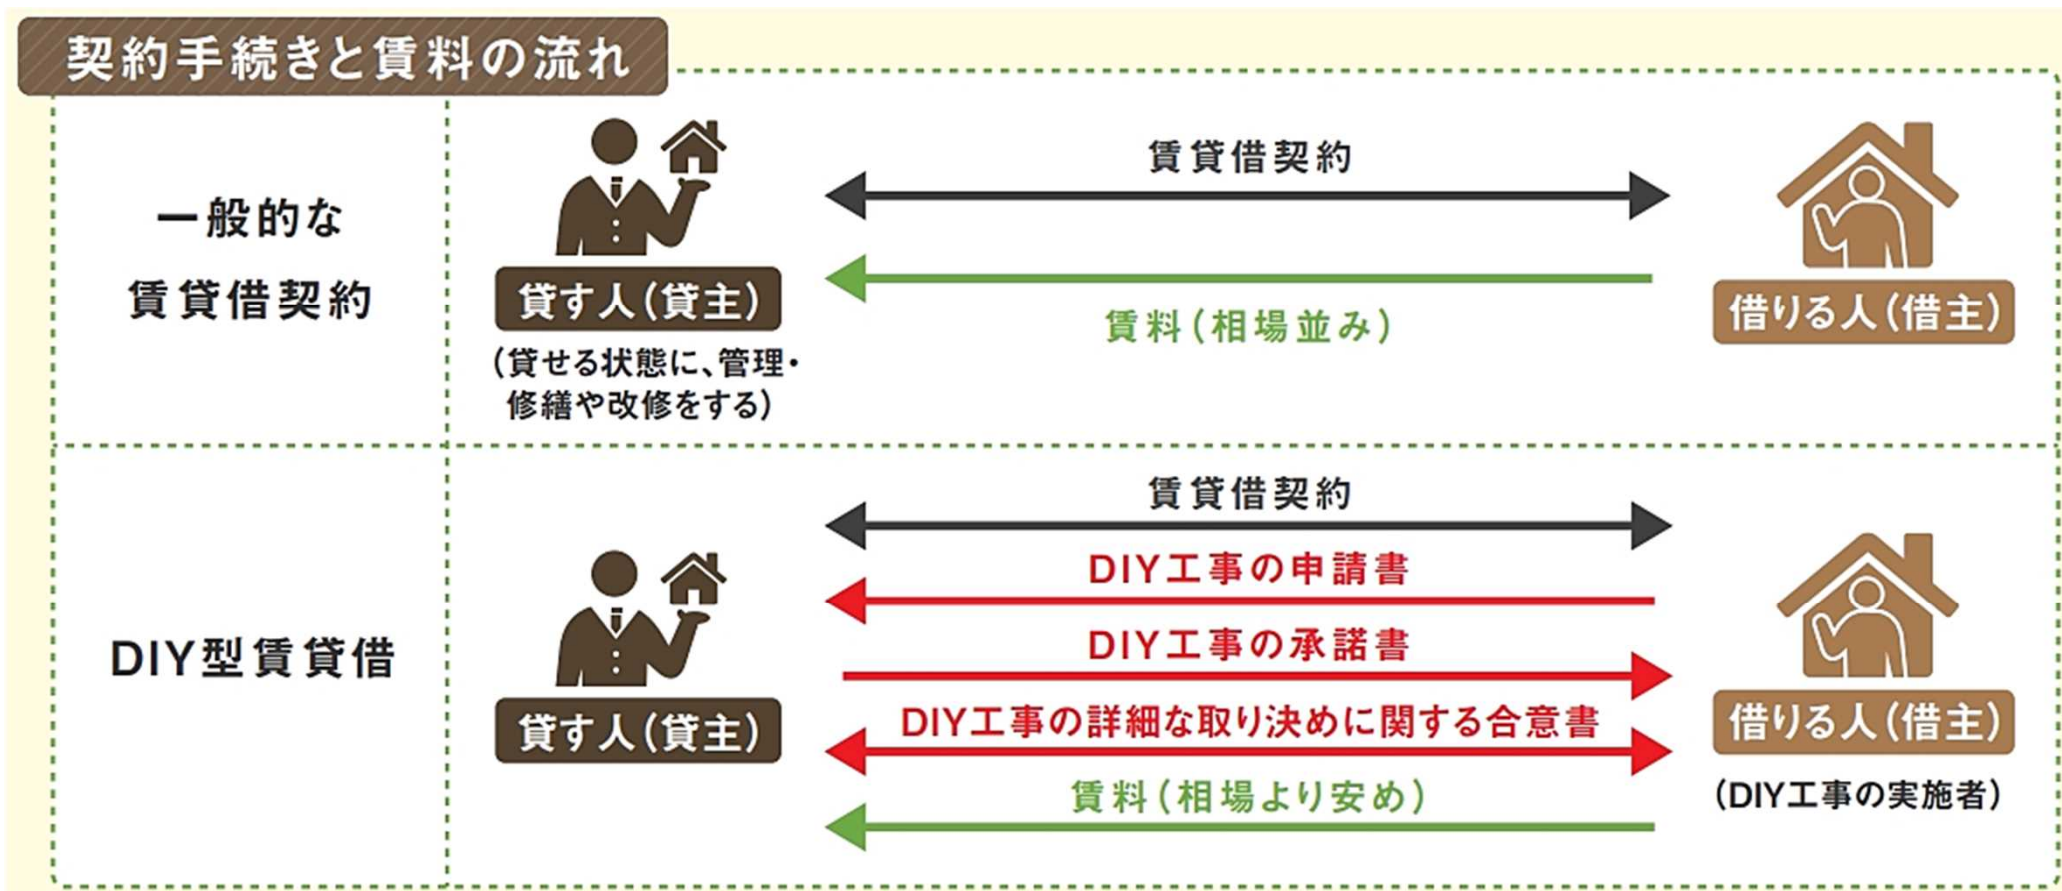 契約手続きと賃料の流れ
一般的な
賃貸借契約
貸す人(貸主)
(貸せる状態に、管理・
修繕や改修をする)
賃貸借契約
賃料(相場並み)
借りる人(借主)
DIY型賃貸借
貸す人(貸主)
賃貸借契約
DIY工事の申請書
DIY工事の承諾書
DIY工事の詳細な取り決めに関する合意書
賃料(相場より安め)
借りる人(借主)
(DIY工事の実施者)